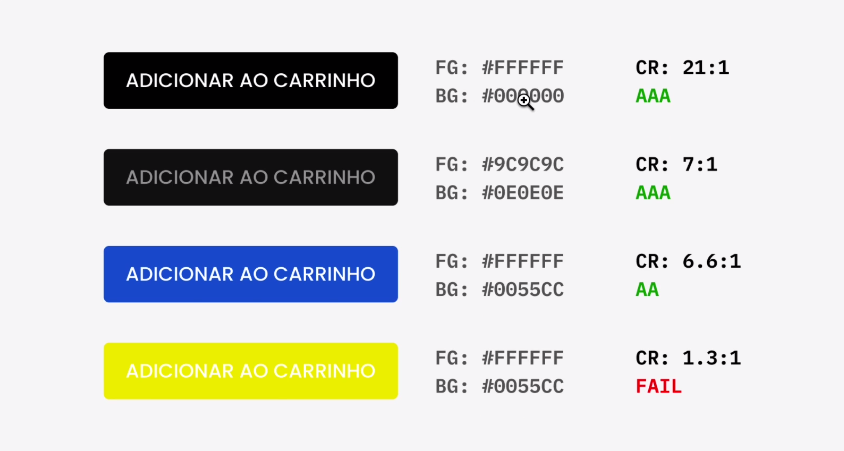 ADICIONAR AO CARRINHO
FG: #FFFFFF
CR: 21:1
BG: #000000
AAA
ADICIONAR AO CARRINHO
FG: #9C9C9C
CR: 7:1
BG: #0E0E0E
AAA
ADICIONAR AO CARRINHO
FG: #FFFFFF
CR: 6.6:1
BG: #0055CC
AA
ADICIONAR AO CARRINHO
FG: #FFFFFF
CR: 1.3:1
BG: #0055CC
FAIL